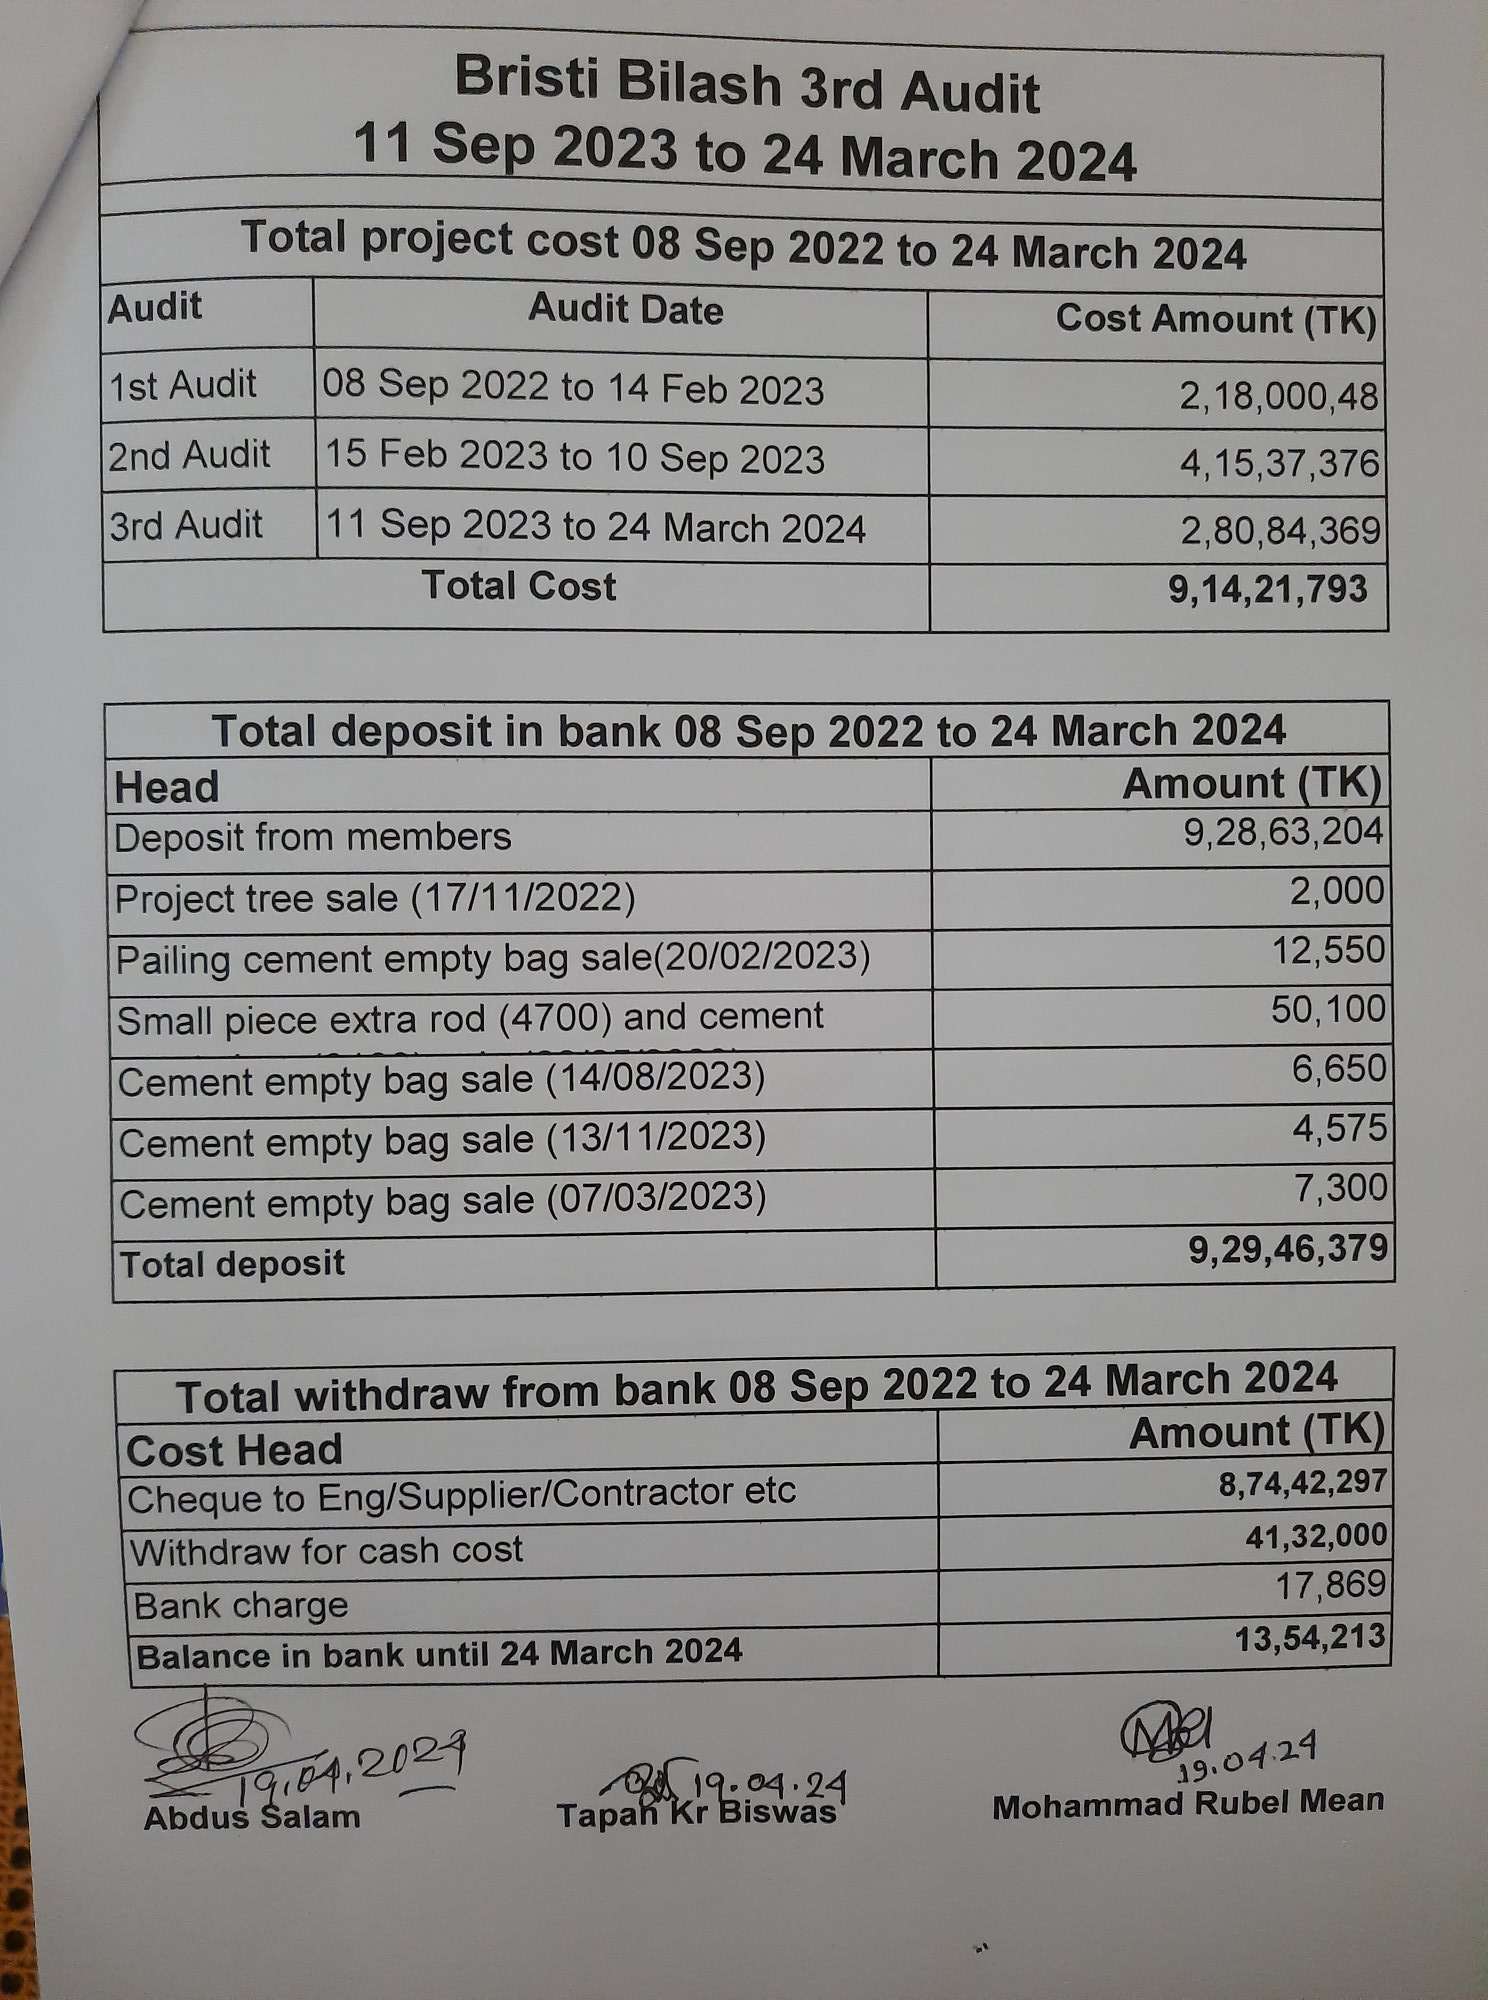 Bristi Bilash 3rd Audit
11 Sep 2023 to 24 March 2024
Total project cost 08 Sep 2022 to 24 March 2024
Audit Audit Date Cost Amount (TK)
1st Audit 08 Sep 2022 to 14 Feb 2023 2,18,000,48
2nd Audit 15 Feb 2023 to 10 Sep 2023 4,15,37,376
3rd Audit 11 Sep 2023 to 24 March 2024 2,80,84,369
Total Cost 9,14,21,793
Total deposit in bank 08 Sep 2022 to 24 March 2024
Head Amount (TK)
Deposit from members 9,28,63,204
Project tree sale (17/11/2022) 2,000
Pailing cement empty bag sale(20/02/2023) 12,550
Small piece extra rod (4700) and cement 50,100
Cement empty bag sale (14/08/2023) 6,650
Cement empty bag sale (13/11/2023) 4,575
Cement empty bag sale (07/03/2023) 7,300
Total deposit 9,29,46,379
Total withdraw from bank 08 Sep 2022 to 24 March 2024
Cost Head Amount (TK)
Cheque to Eng/Supplier/Contractor etc 8,74,42,297
Withdraw for cash cost 41,32,000
Bank charge 17,869
Balance in bank until 24 March 2024 13,54,213
19.04.2024 19.04.24 19.04.24
Abdus Salam Tapan Kr Biswas Mohammad Rubel Mean